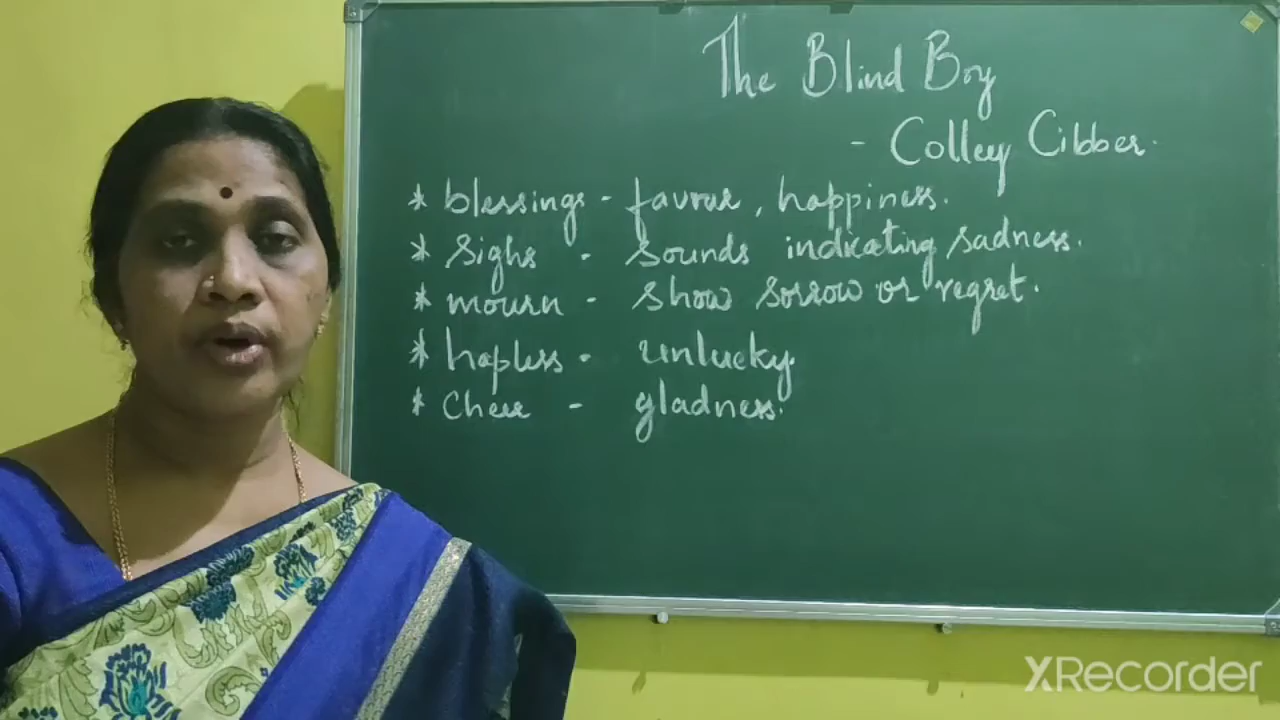 The Blind Boy
- Colley Cibber.
* blessings - favour, happiness.
* Sighs - sounds indicating sadness.
* mourn - show sorrow or regret.
* hapless - unlucky.
* Cheer - gladness.
XRecorder